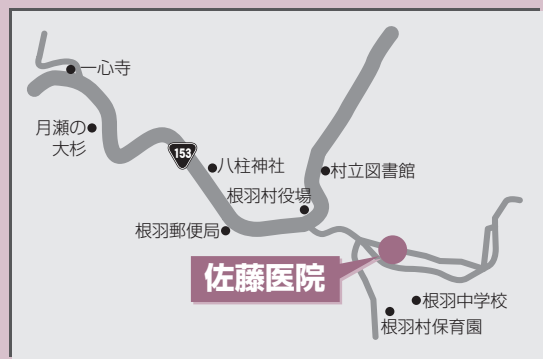 一心寺
月瀬の
大杉
153
八柱神社
村立図書館
根羽村役場
根羽郵便局
佐藤医院
根羽中学校
根羽村保育園